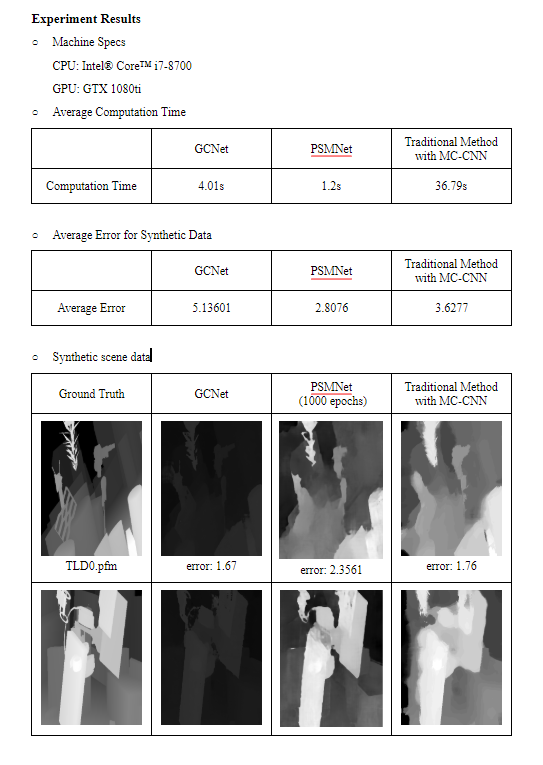 Experiment Results
○ Machine Specs
CPU: Intel® Core™ i7-8700
GPU: GTX 1080ti
○ Average Computation Time
GCNet PSMNet Traditional Method
with MC-CNN
Computation Time 4.01s 1.2s 36.79s
○ Average Error for Synthetic Data
GCNet PSMNet Traditional Method
with MC-CNN
Average Error 5.13601 2.8076 3.6277
○ Synthetic scene data
Ground Truth GCNet PSMNet Traditional Method
(1000 epochs) with MC-CNN
TLD0.pfm error: 1.67 error: 2.3561 error: 1.76